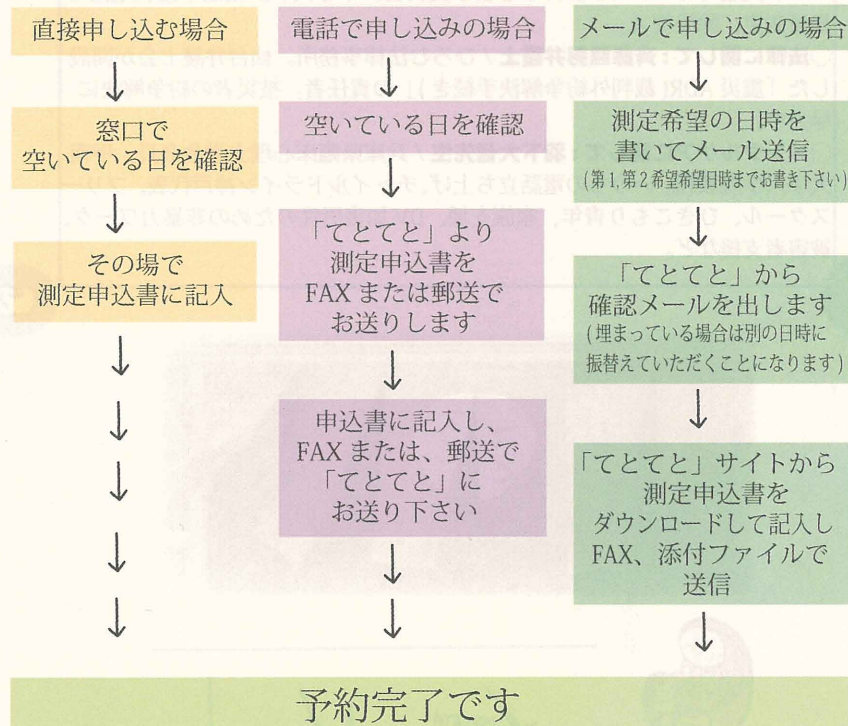 直接申し込む場合
窓口で
空いている日を確認
その場で
測定申込書に記入
電話で申し込みの場合
空いている日を確認
「てとてと」より
測定申込書を
FAX または郵送で
お送りします
申込書に記入し、
FAX または、郵送で
「てとてと」に
お送り下さい
メールで申し込みの場合
測定希望の日時を
書いてメール送信
(第1,第2希望希望日時までお書き下さい)
「てとてと」から
確認メールを出します
(埋まっている場合は別の日時に
振替えていただくことになります)
「てとてと」サイトから
測定申込書を
ダウンロードして記入し
FAX、添付ファイルで
送信
予約完了です